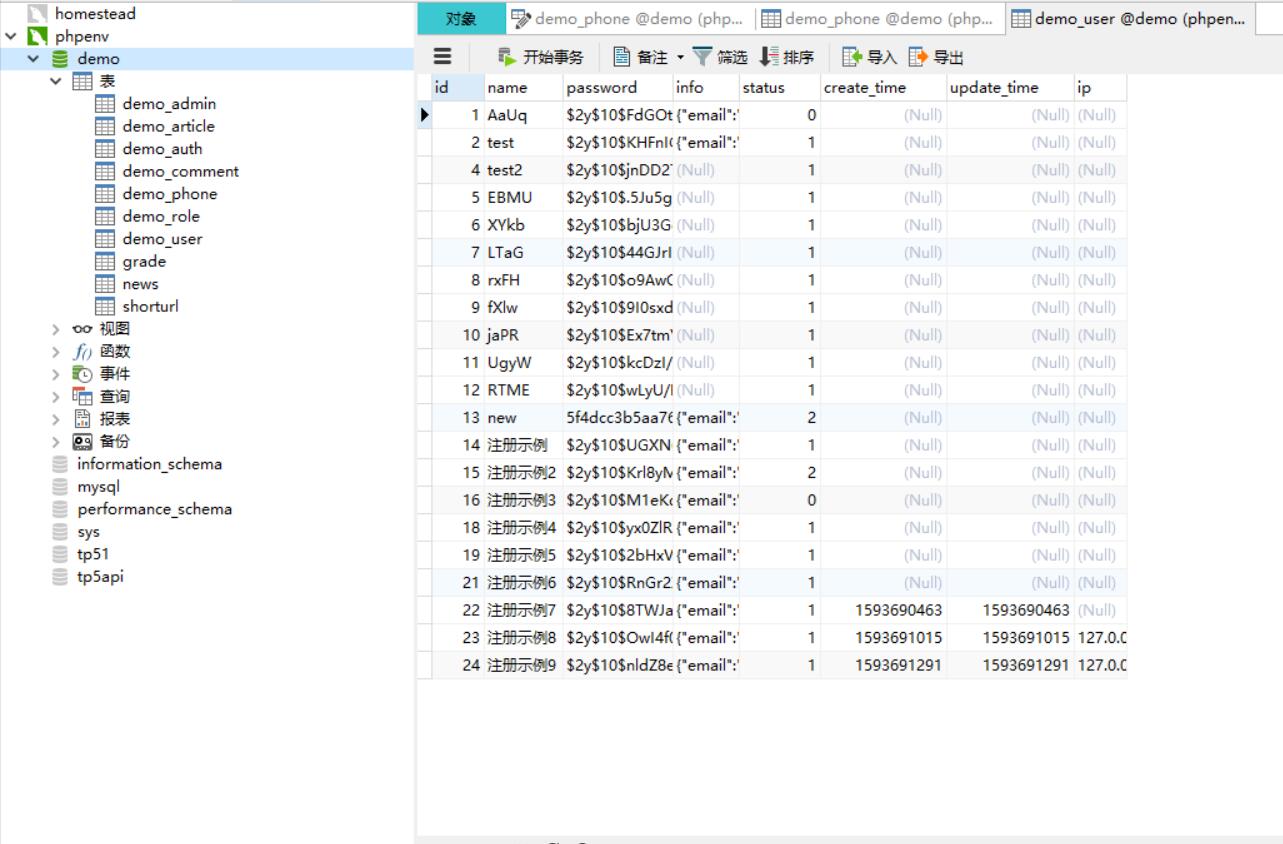 homestead
phpenv
demo
表
demo_admin
demo_article
demo_auth
demo_comment
demo_phone
demo_role
demo_user
grade
news
shorturl
视图
函数
事件
查询
报表
备份
information_schema
mysql
performance_schema
sys
tp51
tp5api
对象 demo_phone @demo (php... demo_phone @demo (php... demo_user @demo (phpen...
开始事务 备注 筛选 排序 导入 导出
id name password info status create_time update_time ip
1 AaUq $2y$10$FdGOt {"email":' 0 (Null) (Null) (Null)
2 test $2y$10$KHFnI {"email":' 1 (Null) (Null) (Null)
4 test2 $2y$10$jnDD2 (Null) 1 (Null) (Null) (Null)
5 EBMU $2y$10$.5Ju5g (Null) 1 (Null) (Null) (Null)
6 XYkb $2y$10$bjU3G (Null) 1 (Null) (Null) (Null)
7 LTaG $2y$10$44GJrI (Null) 1 (Null) (Null) (Null)
8 rxFH $2y$10$o9Aw (Null) 1 (Null) (Null) (Null)
9 fXlw $2y$10$9I0sxd (Null) 1 (Null) (Null) (Null)
10 jaPR $2y$10$Ex7tm (Null) 1 (Null) (Null) (Null)
11 UgyW $2y$10$kcDzI/ (Null) 1 (Null) (Null) (Null)
12 RTME $2y$10$wLyU/ (Null) 1 (Null) (Null) (Null)
13 new 5f4dcc3b5aa76 {"email":' 2 (Null) (Null) (Null)
14 注册示例 $2y$10$UGXN {"email":' 1 (Null) (Null) (Null)
15 注册示例2 $2y$10$Krl8yM {"email":' 2 (Null) (Null) (Null)
16 注册示例3 $2y$10$M1eK {"email":' 0 (Null) (Null) (Null)
18 注册示例4 $2y$10$yx0ZlR {"email":' 1 (Null) (Null) (Null)
19 注册示例5 $2y$10$2bHxV {"email":' 1 (Null) (Null) (Null)
21 注册示例6 $2y$10$RnGr2 {"email":' 1 (Null) (Null) (Null)
22 注册示例7 $2y$10$8TWJa {"email":' 1 1593690463 1593690463 (Null)
23 注册示例8 $2y$10$OwI4f {"email":' 1 1593691015 1593691015 127.0.0
24 注册示例9 $2y$10$nldZ8e {"email":' 1 1593691291 1593691291 127.0.0